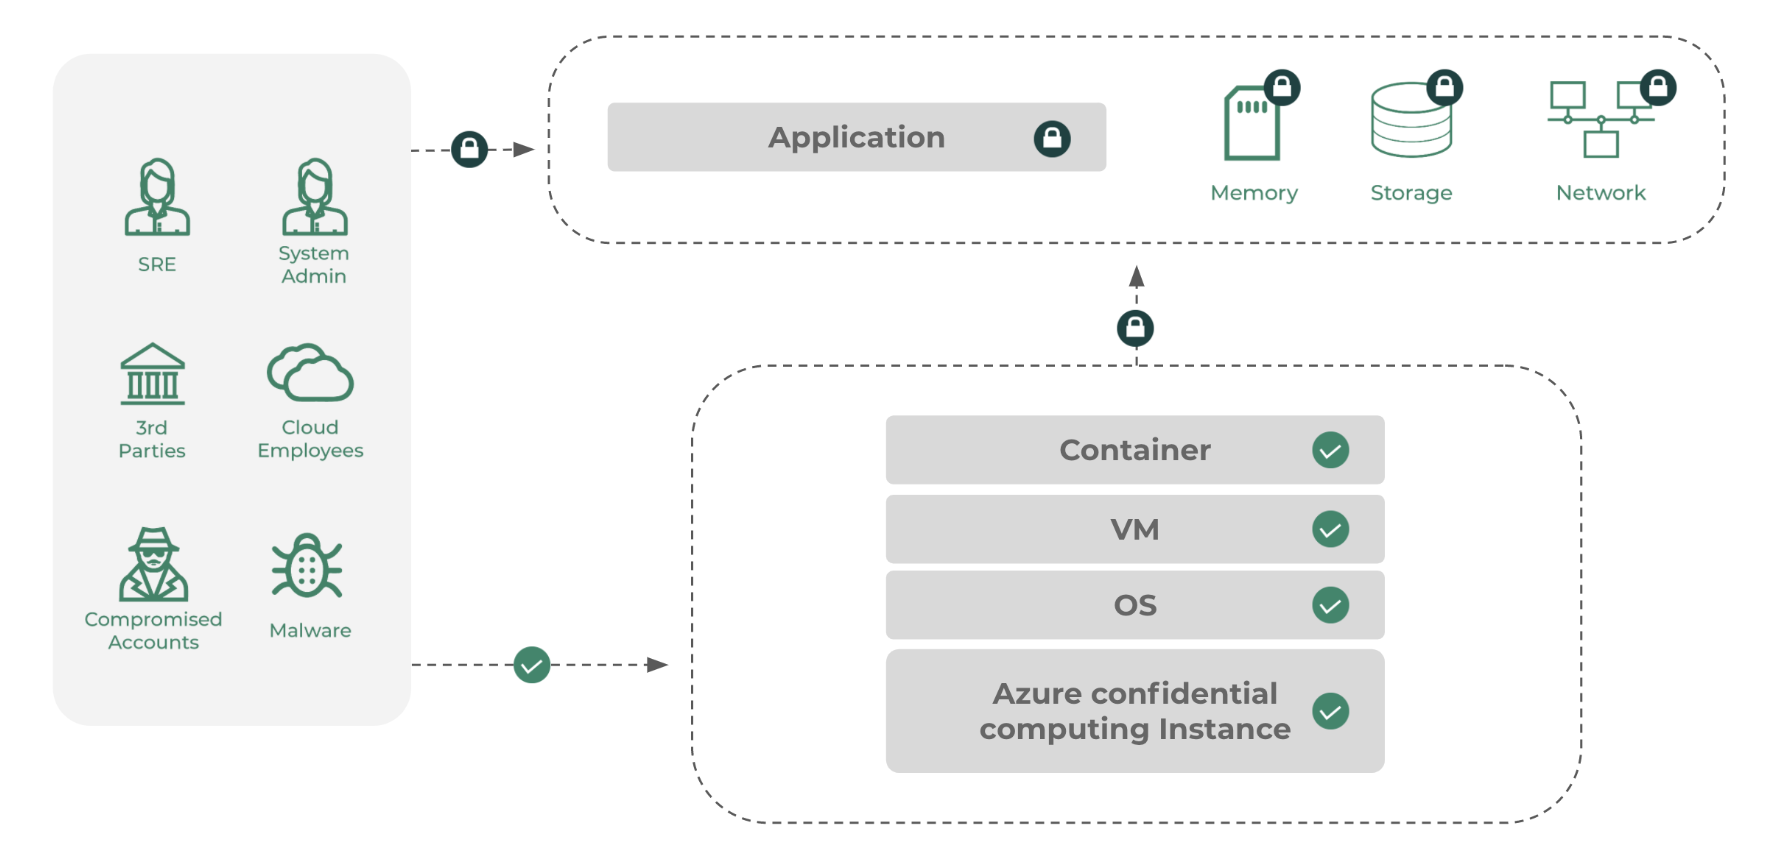 SRE
System
Admin
3rd
Parties
Cloud
Employees
Compromised
Accounts
Malware
Application
Memory
Storage
Network
Container
VM
OS
Azure confidential
computing Instance